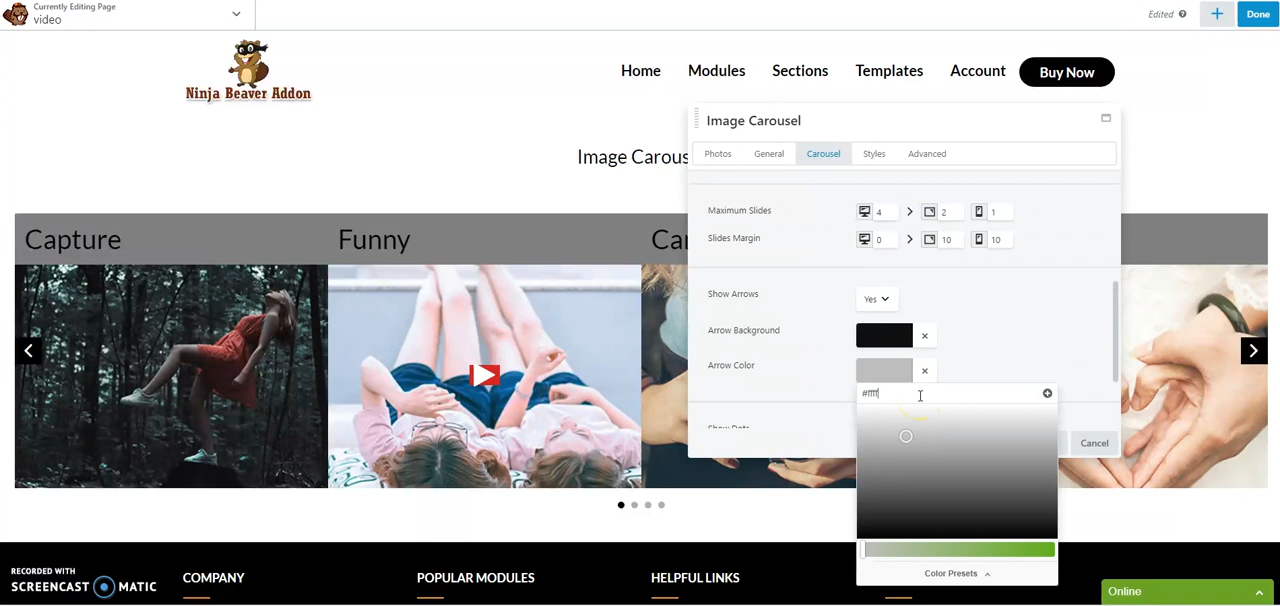 Currently Editing Page
video
Edited
Done
Ninja Beaver Addon
Home
Modules
Sections
Templates
Account
Buy Now
Image Carous
Image Carousel
Photos
General
Carousel
Styles
Advanced
Maximum Slides
4
2
1
Slides Margin
0
10
10
Show Arrows
Yes
Arrow Background
Arrow Color
#ffff
Show Dots
Cancel
Color Presets
Capture
Funny
Ca
RECORDED WITH
SCREENCAST MATIC
COMPANY
POPULAR MODULES
HELPFUL LINKS
Online